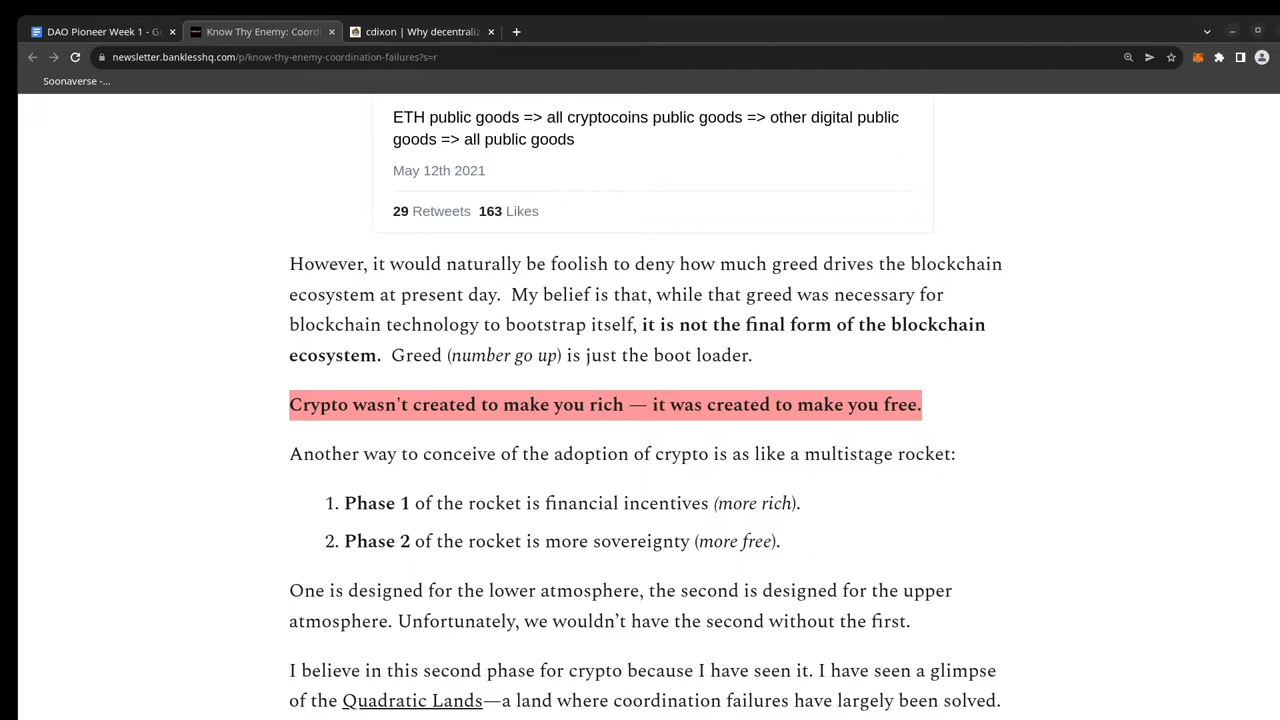 DAO Pioneer Week 1 - Go
Know Thy Enemy: Coordi
cdixon | Why decentraliz
newsletter.banklesshq.com/p/know-thy-enemy-coordination-failures?s=r
Soonaverse -...
ETH public goods => all cryptocoins public goods => other digital public
goods => all public goods
May 12th 2021
29 Retweets 163 Likes
However, it would naturally be foolish to deny how much greed drives the blockchain
ecosystem at present day. My belief is that, while that greed was necessary for
blockchain technology to bootstrap itself, it is not the final form of the blockchain
ecosystem. Greed (number go up) is just the boot loader.
Crypto wasn't created to make you rich — it was created to make you free.
Another way to conceive of the adoption of crypto is as like a multistage rocket:
1. Phase 1 of the rocket is financial incentives (more rich).
2. Phase 2 of the rocket is more sovereignty (more free).
One is designed for the lower atmosphere, the second is designed for the upper
atmosphere. Unfortunately, we wouldn’t have the second without the first.
I believe in this second phase for crypto because I have seen it. I have seen a glimpse
of the Quadratic Lands—a land where coordination failures have largely been solved.